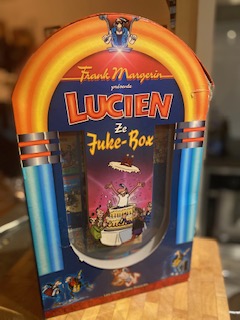 Frank Margerin
présente
LUCIEN
Ze
Juke-Box